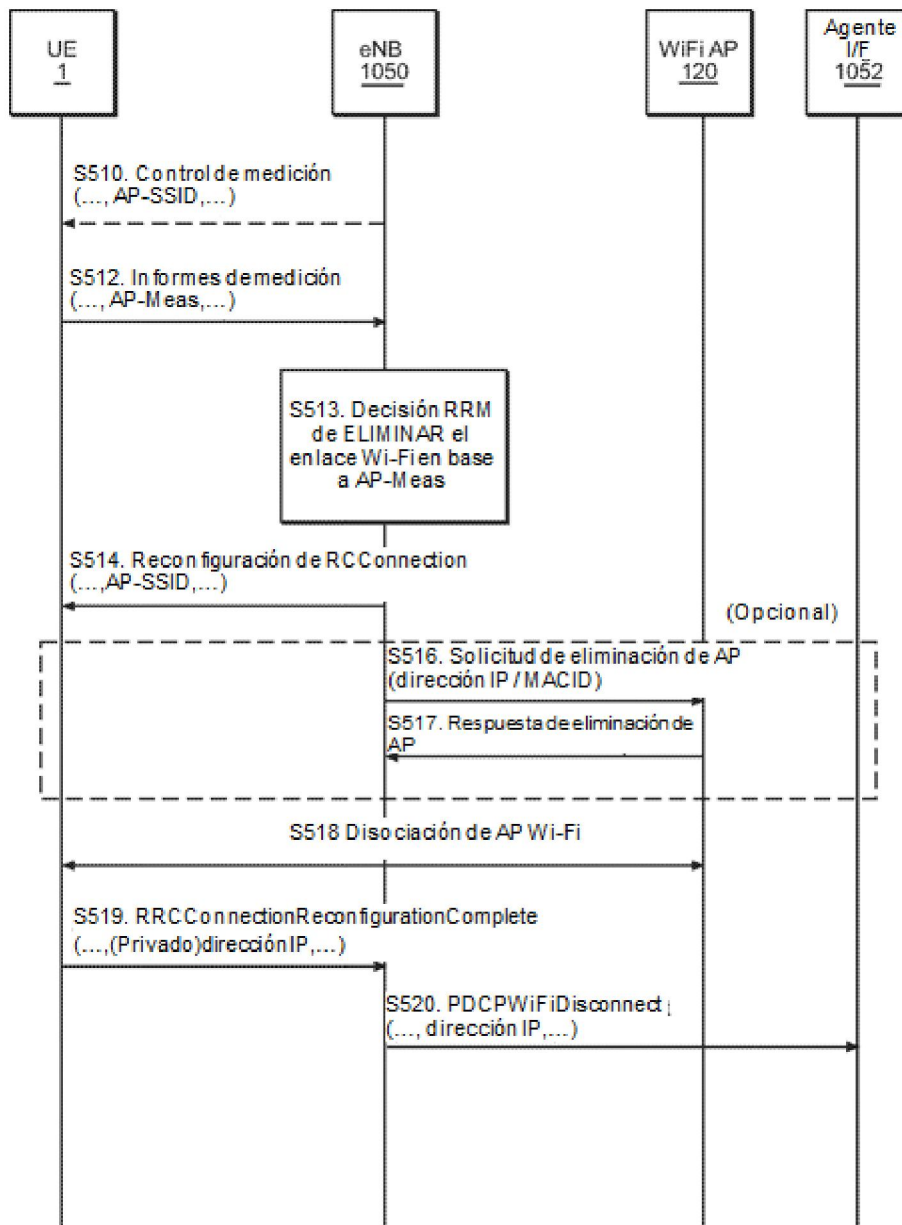 UE
1
eNB
1050
WiFi AP
120
Agente
I/F
1052
S510. Control de medición
(..., AP-SSID,...)
S512. Informes de medición
(..., AP-Meas,...)
S513. Decisión RRM
de ELIMINAR el
enlace Wi-Fi en base
a AP-Meas
S514. Reconfiguración de RCConnection
(...,AP-SSID,...)
(Opcional)
S516. Solicitud de eliminación de AP
(dirección IP / MACID)
S517. Respuesta de eliminación de
AP
S518 Disociación de AP Wi-Fi
S519. RRCConnectionReconfigurationComplete
(...,(Privado)dirección IP,...)
S520. PDCPWiFiDisconnect
(..., dirección IP,...)